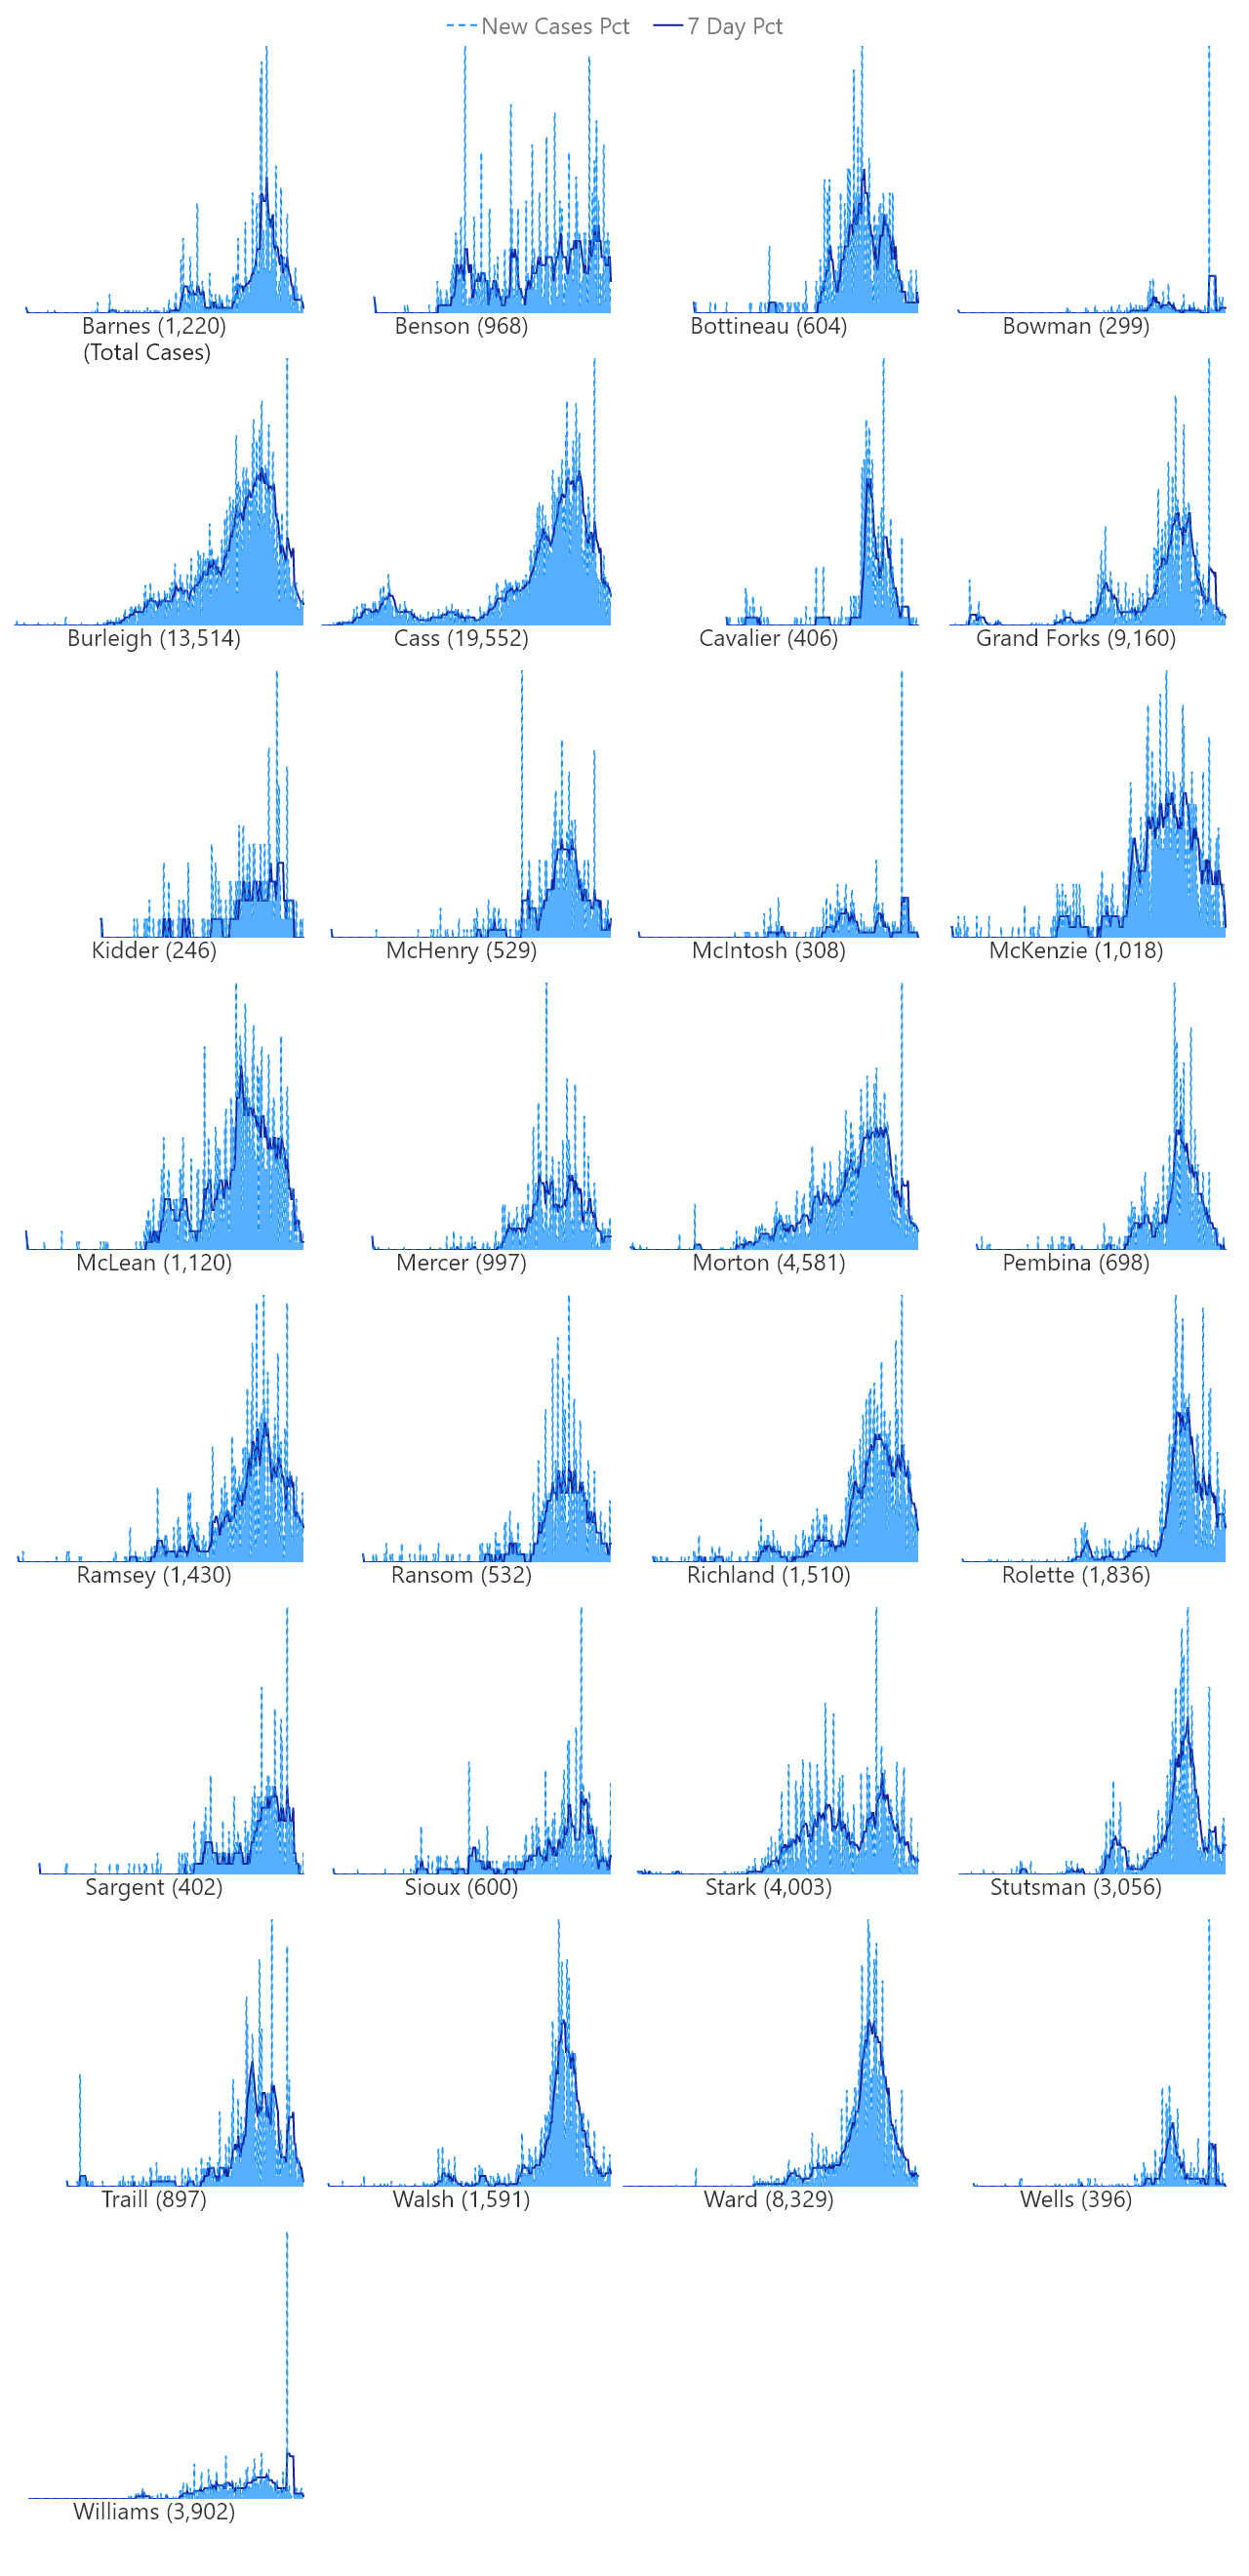 New Cases Pct 7 Day Pct
Barnes (1,220) Benson (968) Bottineau (604) Bowman (299)
(Total Cases)
Burleigh (13,514) Cass (19,552) Cavalier (406) Grand Forks (9,160)
Kidder (246) McHenry (529) McIntosh (308) McKenzie (1,018)
McLean (1,120) Mercer (997) Morton (4,581) Pembina (698)
Ramsey (1,430) Ransom (532) Richland (1,510) Rolette (1,836)
Sargent (402) Sioux (600) Stark (4,003) Stutsman (3,056)
Traill (897) Walsh (1,591) Ward (8,329) Wells (396)
Williams (3,902)